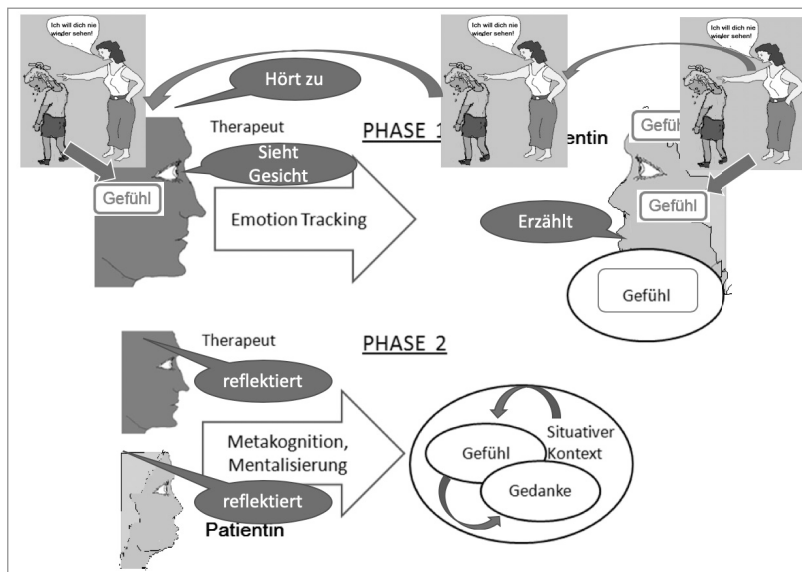 Ich will dich nie
wieder sehen!
Ich will dich nie
wieder sehen!
Ich will dich nie
wieder sehen!
Hört zu
Therapeut
PHASE 1
entin
Gefühl
Sieht
Gesicht
Gefühl
Gefühl
Emotion Tracking
Erzählt
Gefühl
Therapeut
PHASE 2
reflektiert
Metakognition,
Mentalisierung
Situativer
Kontext
Gefühl
Gedanke
reflektiert
Patientin